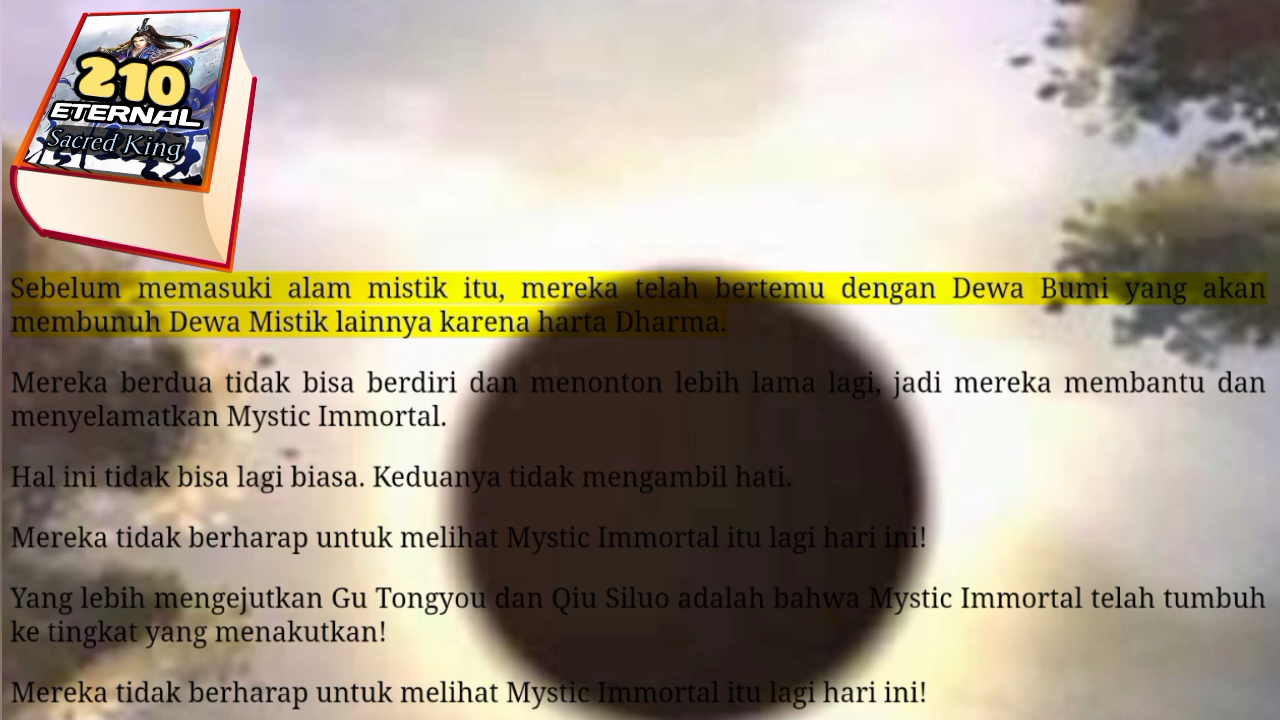 210
ETERNAL
Sacred King
Sebelum memasuki alam mistik itu, mereka telah bertemu dengan Dewa Bumi yang akan
membunuh Dewa Mistik lainnya karena harta Dharma.
Mereka berdua tidak bisa berdiri dan menonton lebih lama lagi, jadi mereka membantu dan
menyelamatkan Mystic Immortal.
Hal ini tidak bisa lagi biasa. Keduanya tidak mengambil hati.
Mereka tidak berharap untuk melihat Mystic Immortal itu lagi hari ini!
Yang lebih mengejutkan Gu Tongyou dan Qiu Siluo adalah bahwa Mystic Immortal telah tumbuh
ke tingkat yang menakutkan!
Mereka tidak berharap untuk melihat Mystic Immortal itu lagi hari ini!